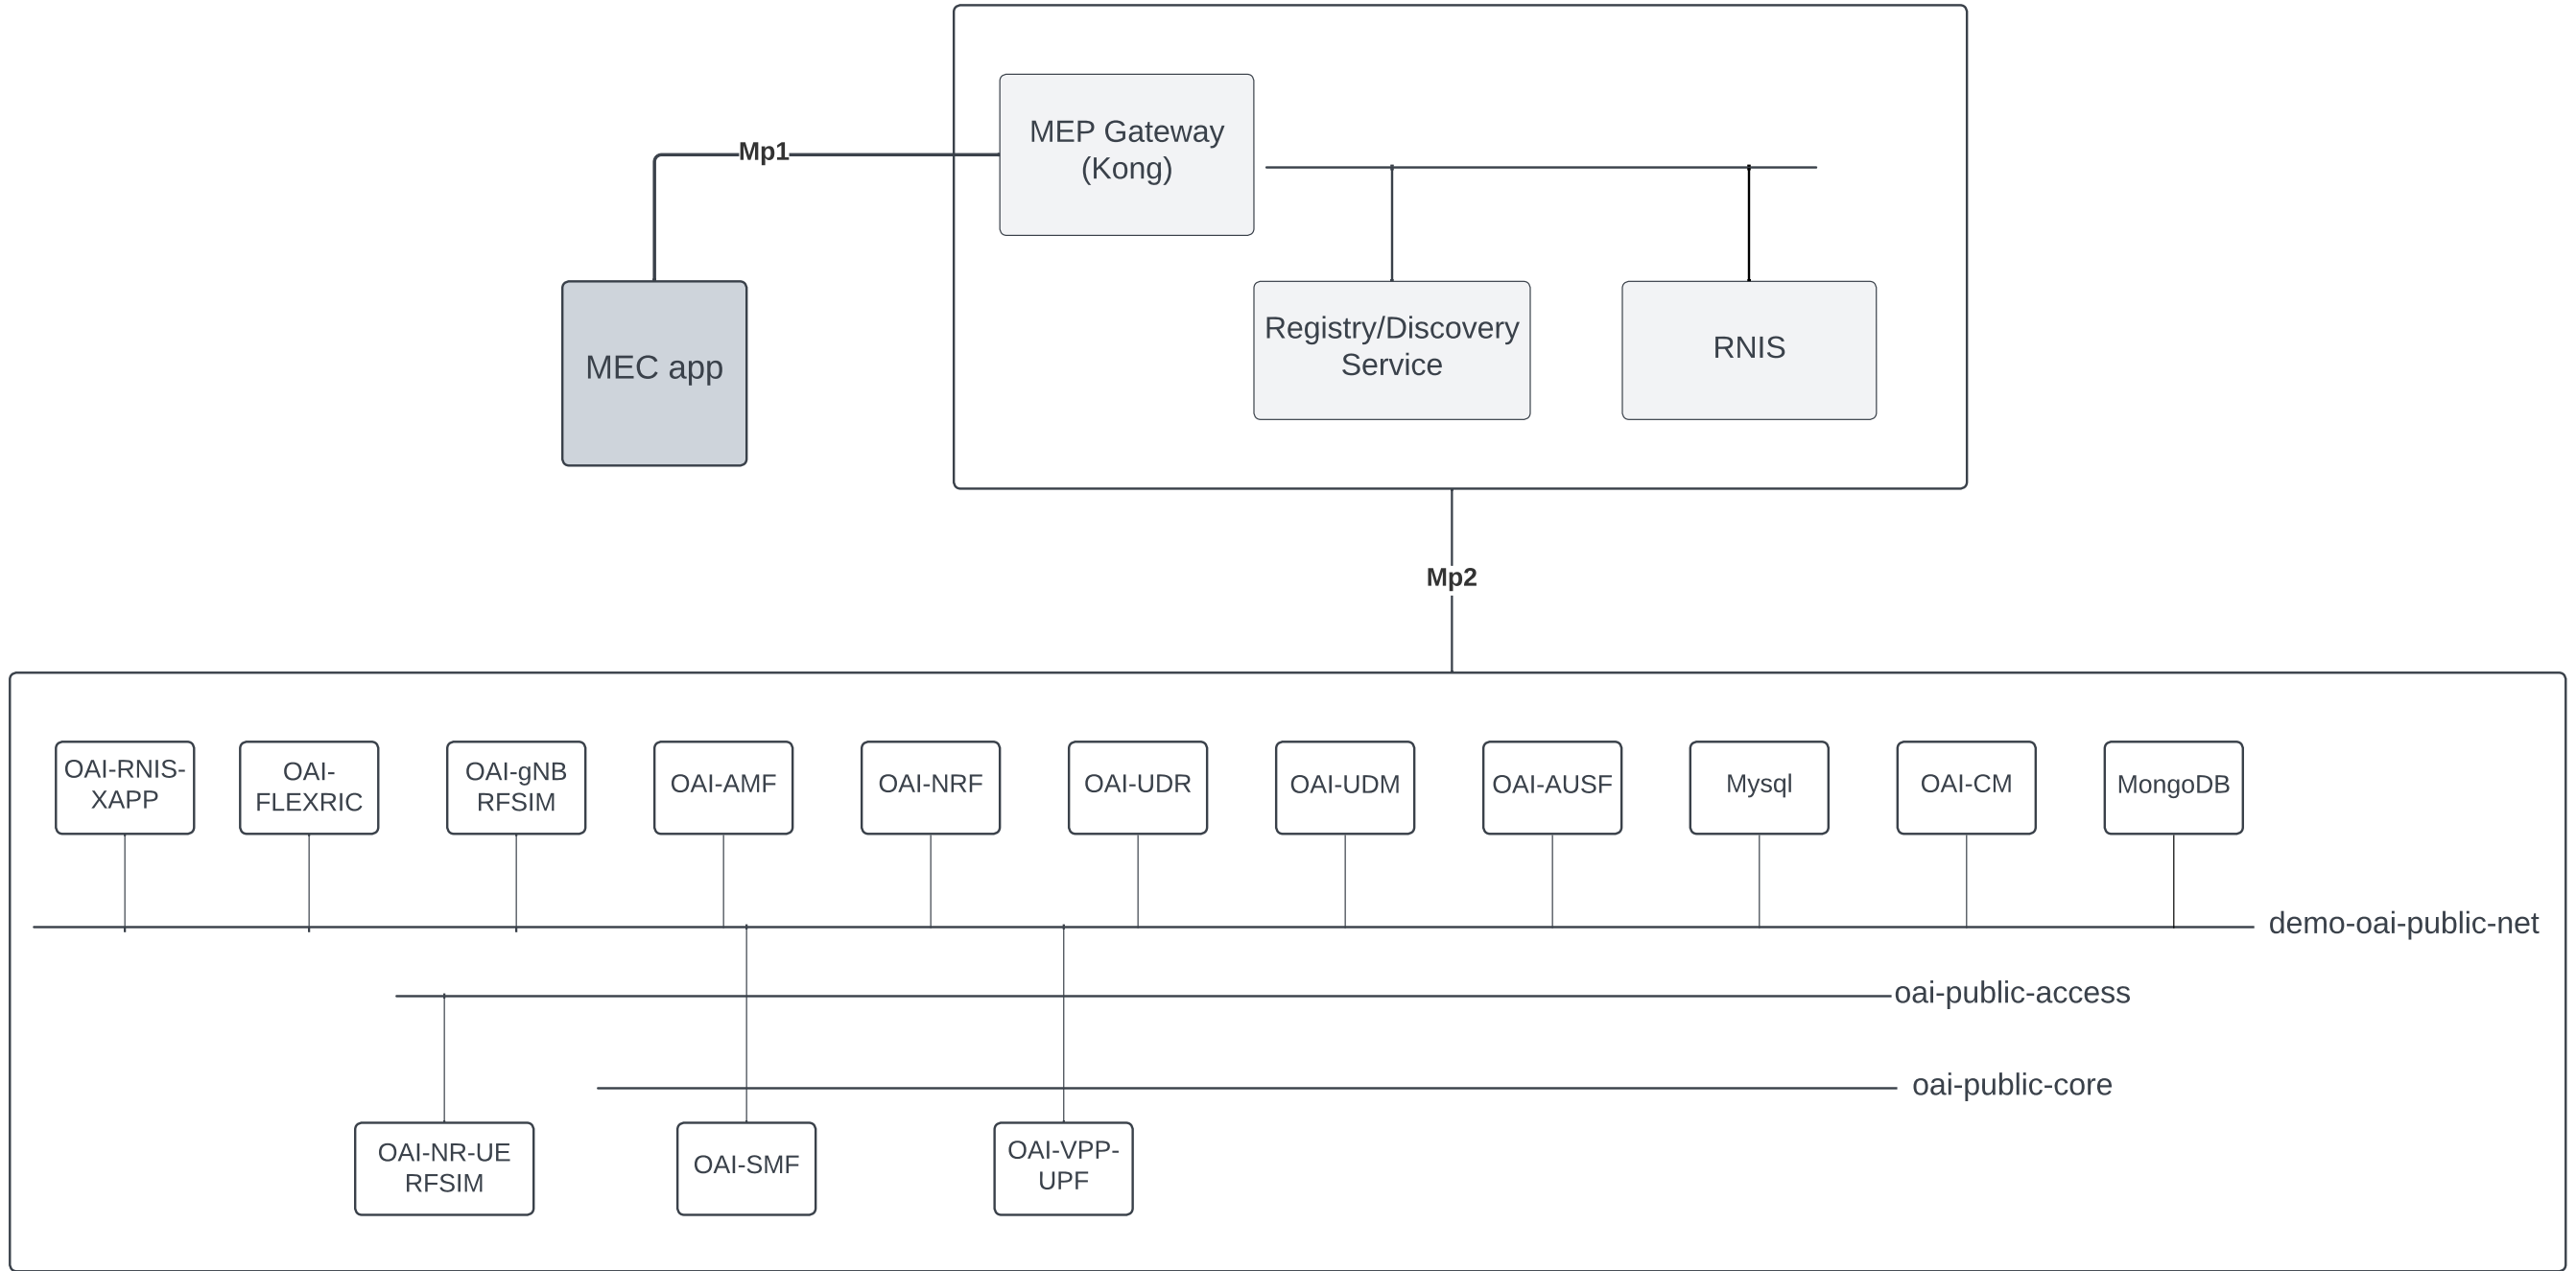 MEP Gateway
(Kong)
Mp1
Registry/Discovery
Service
RNIS
MEC app
Mp2
OAI-RNIS-
XAPP
OAI-
FLEXRIC
OAI-gNB
RFSIM
OAI-AMF
OAI-NRF
OAI-UDR
OAI-UDM
OAI-AUSF
Mysql
OAI-CM
MongoDB
demo-oai-public-net
oai-public-access
oai-public-core
OAI-NR-UE
RFSIM
OAI-SMF
OAI-VPP-
UPF